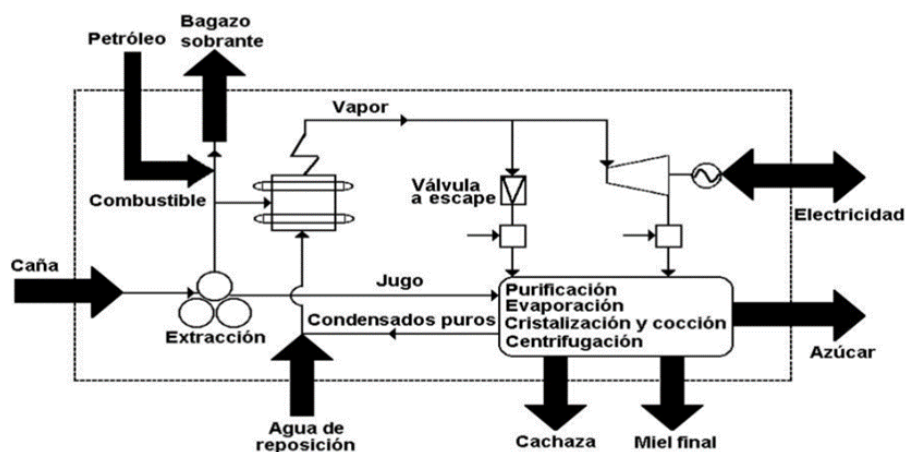 Bagazo
sobrante
Petróleo
Vapor
Combustible
Válvula
a escape
Electricidad
Caña
Extracción
Jugo
Condensados puros
Purificación
Evaporación
Cristalización y cocción
Centrifugación
Azúcar
Agua de
reposición
Cachaza
Miel final